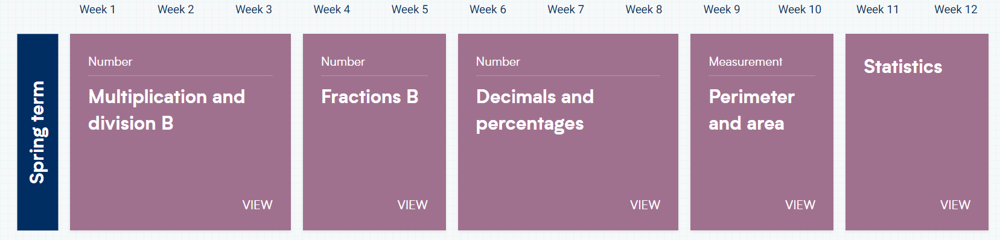 Week 1 Week 2 Week 3 Week 4 Week 5 Week 6 Week 7 Week 8 Week 9 Week 10 Week 11 Week 12
Spring term
Number
Multiplication and
division B
VIEW
Number
Fractions B
VIEW
Number
Decimals and
percentages
VIEW
Measurement
Perimeter
and area
VIEW
Statistics
VIEW